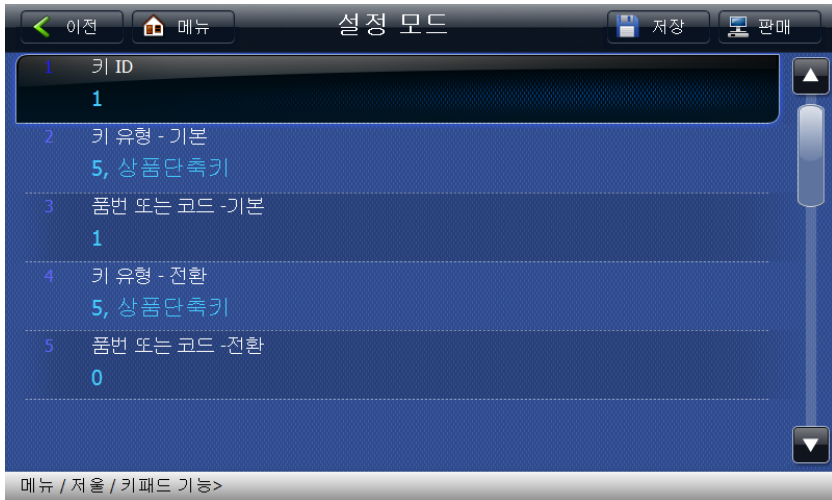 이전 메뉴 설정 모드 저장 판매
1 키 ID
1
2 키 유형 - 기본
5, 상품단축키
3 품번 또는 코드 -기본
1
4 키 유형 - 전환
5, 상품단축키
5 품번 또는 코드 -전환
0
메뉴 / 저울 / 키패드 기능>